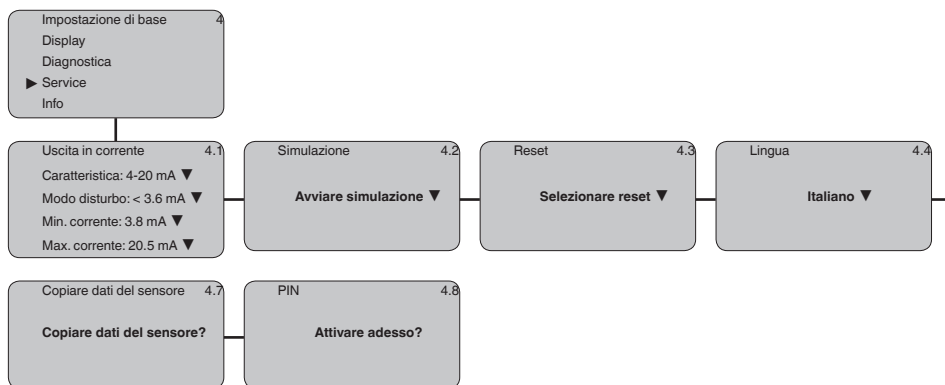 Impostazione di base 4
Display
Diagnostica
▶ Service
Info
Uscita in corrente 4.1
Caratteristica: 4-20 mA ▼
Modo disturbo: < 3.6 mA ▼
Min. corrente: 3.8 mA ▼
Max. corrente: 20.5 mA ▼
Simulazione 4.2
Avviare simulazione ▼
Reset 4.3
Selezionare reset ▼
Lingua 4.4
Italiano ▼
Copiare dati del sensore 4.7
Copiare dati del sensore?
PIN 4.8
Attivare adesso?